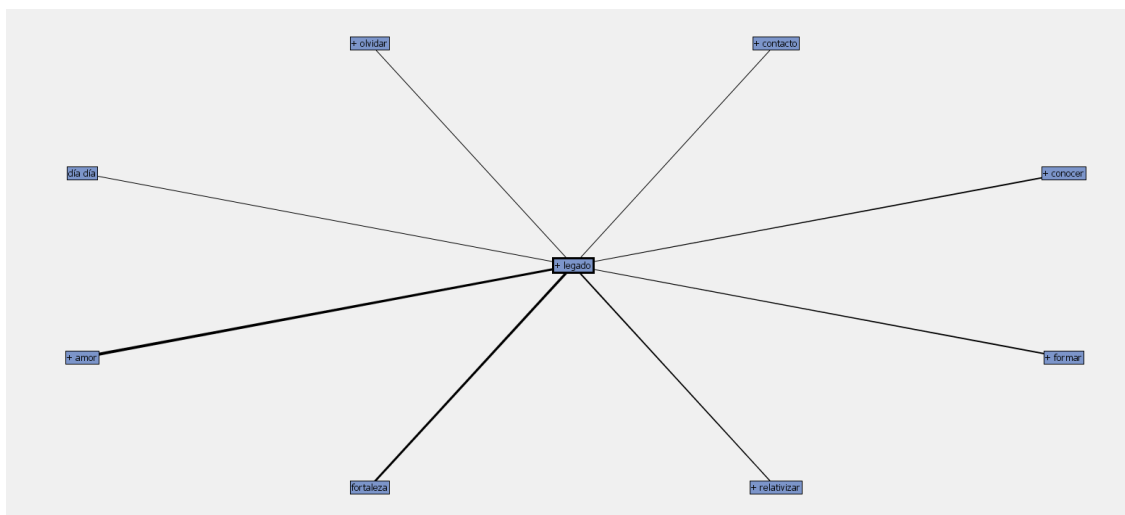 + olvidar
+ contacto
día día
+ conocer
+ legado
+ amor
+ formar
fortaleza
+ relativizar